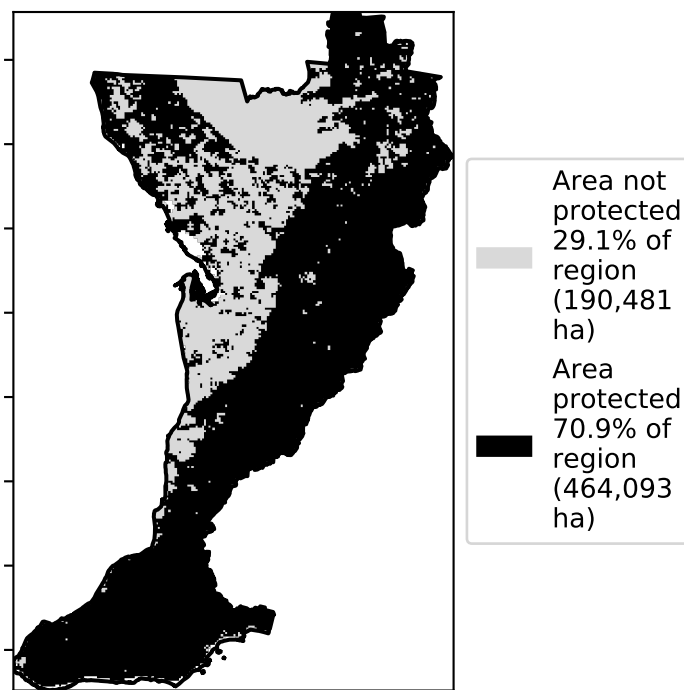 Area not
protected
29.1% of
region
(190,481
ha)
Area
protected
70.9% of
region
(464,093
ha)